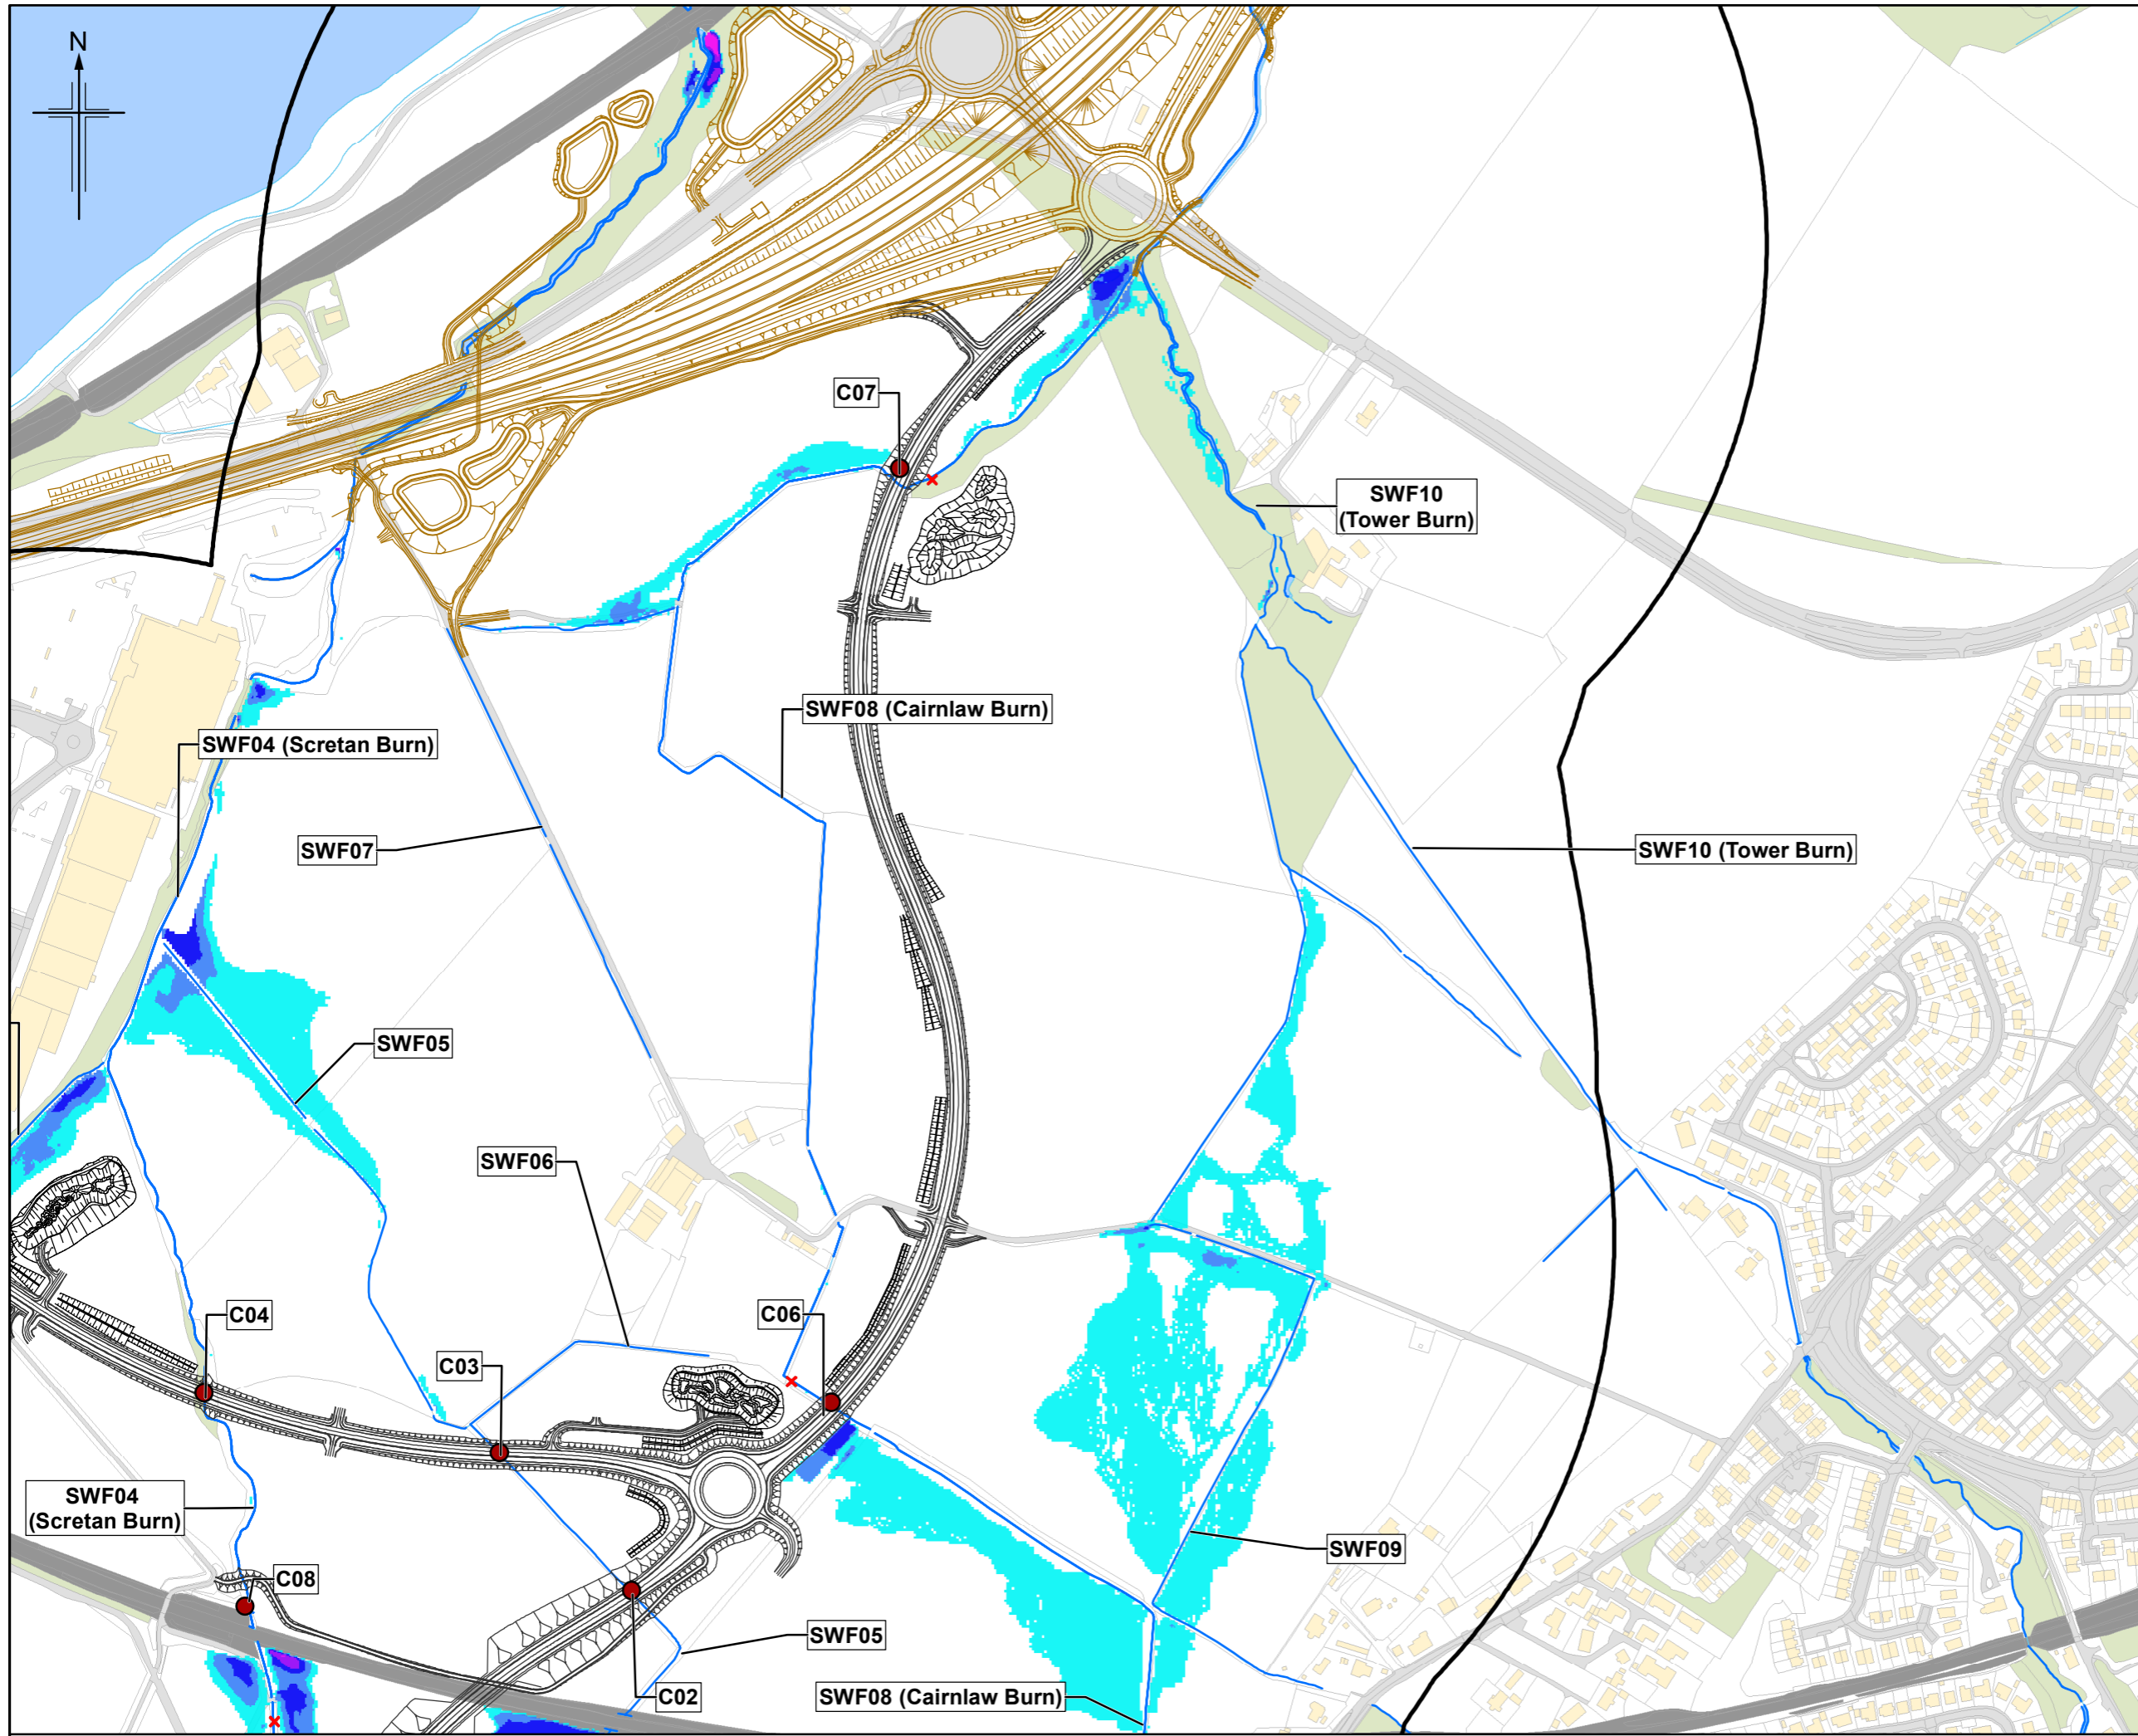 N
C07
SWF10
(Tower Burn)
SWF08 (Cairnlaw Burn)
SWF04 (Scretan Burn)
SWF07
SWF10 (Tower Burn)
SWF05
SWF06
C04
C06
C03
SWF04
(Scretan Burn)
SWF09
C08
SWF05
C02
SWF08 (Cairnlaw Burn)